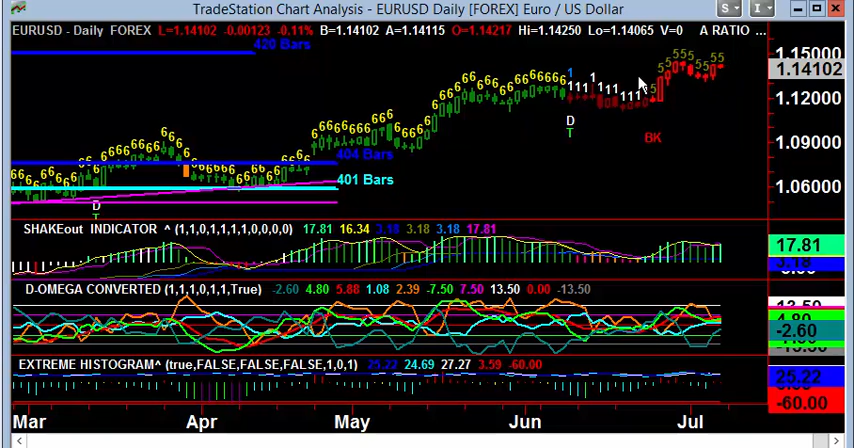 TradeStation Chart Analysis - EURUSD Daily [FOREX] Euro / US Dollar
S I
EURUSD - Daily FOREX L=1.14102 -0.00123 -0.11% B=1.14102 A=1.14115 O=1.14217 Hi=1.14250 Lo=1.14065 V=0 A RATIO ...
420 Bars
1.15000
1.14102
1.12000
D
T
BK
404 Bars
1.09000
401 Bars
1.06000
D
T
SHAKEout INDICATOR ^ (1,1,0,1,1,1,1,0,0,0,0) 17.81 16.34 3.18 3.18 3.18 17.81
17.81
D-OMEGA CONVERTED (1,1,1,0,1,1,True) -2.60 4.80 5.88 1.08 2.39 -7.50 7.50 13.50 0.00 -13.50
-2.60
EXTREME HISTOGRAM^ (true,FALSE,FALSE,FALSE,1,0,1) 25.22 24.69 27.27 3.59 -60.00
25.22
-60.00
Mar Apr May Jun Jul